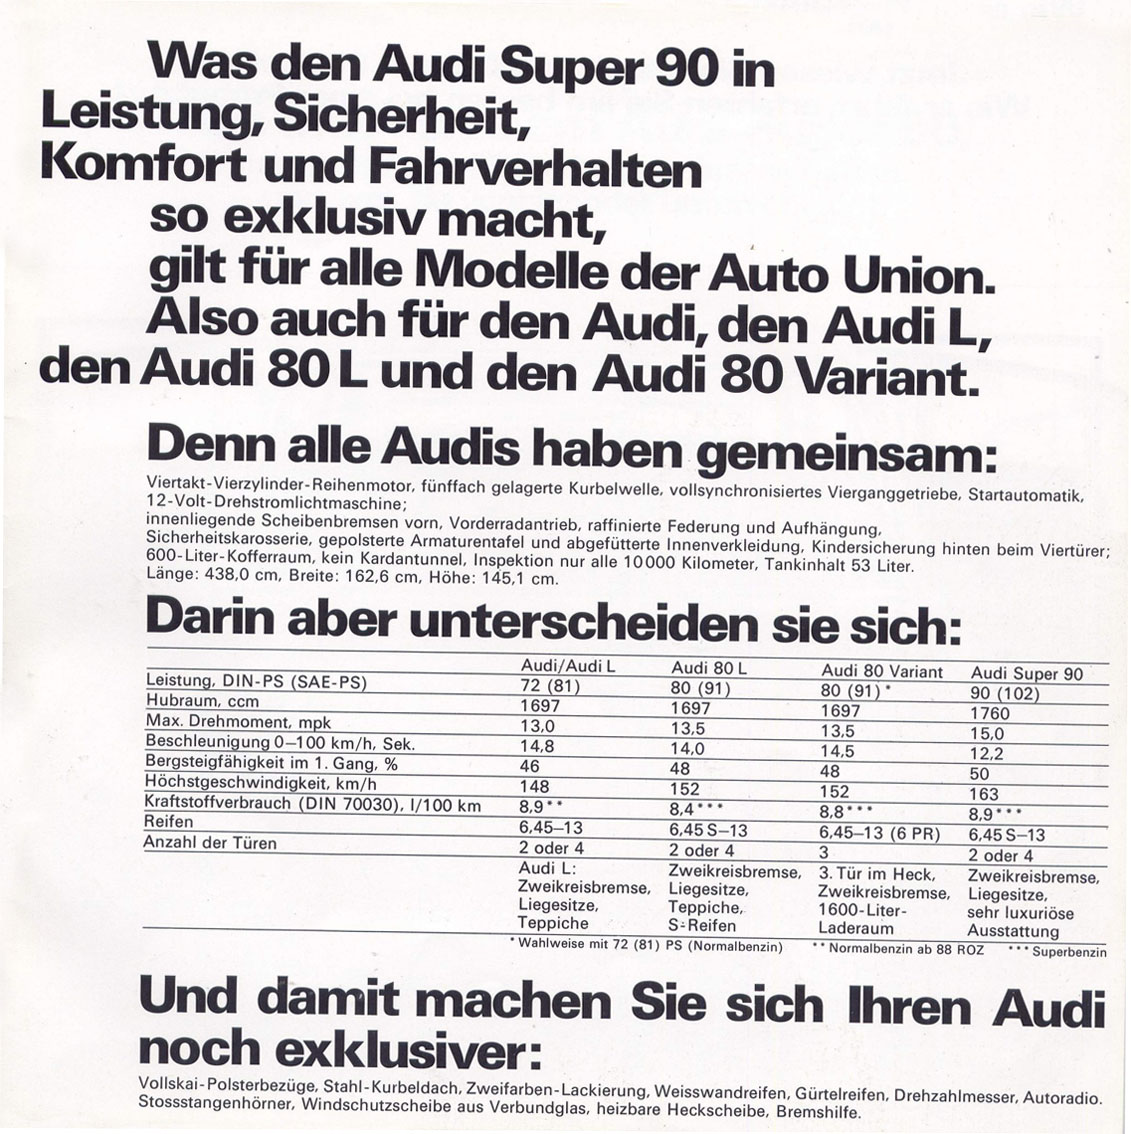 Was den Audi Super 90 in
Leistung, Sicherheit,
Komfort und Fahrverhalten
so exklusiv macht,
gilt für alle Modelle der Auto Union.
Also auch für den Audi, den Audi L,
den Audi 80 L und den Audi 80 Variant.
Denn alle Audis haben gemeinsam:
Viertakt-Vierzylinder-Reihenmotor, fünffach gelagerte Kurbelwelle, vollsynchronisiertes Vierganggetriebe, Startautomatik,
12-Volt-Drehstromlichtmaschine;
innenliegende Scheibenbremsen vorn, Vorderradantrieb, raffinierte Federung und Aufhängung,
Sicherheitskarosserie, gepolsterte Armaturentafel und abgefütterte Innenverkleidung, Kindersicherung hinten beim Viertürer;
600-Liter-Kofferraum, kein Kardantunnel, Inspektion nur alle 10 000 Kilometer, Tankinhalt 53 Liter.
Länge: 438,0 cm, Breite: 162,6 cm, Höhe: 145,1 cm.
Darin aber unterscheiden sie sich:
Audi/Audi L Audi 80 L Audi 80 Variant Audi Super 90
Leistung, DIN-PS (SAE-PS) 72 (81) 80 (91) 80 (91)* 90 (102)
Hubraum, ccm 1697 1697 1697 1760
Max. Drehmoment, mpk 13,0 13,5 13,5 15,0
Beschleunigung 0–100 km/h, Sek. 14,8 14,0 14,5 12,2
Bergsteigfähigkeit im 1. Gang, % 46 48 48 50
Höchstgeschwindigkeit, km/h 148 152 152 163
Kraftstoffverbrauch (DIN 70030), l/100 km 8,9** 8,4*** 8,8*** 8,9***
Reifen 6,45–13 6,45 S–13 6,45–13 (6 PR) 6,45 S–13
Anzahl der Türen 2 oder 4 2 oder 4 3 2 oder 4
Audi L: Zweikreisbremse, 3. Tür im Heck, Zweikreisbremse,
Zweikreisbremse, Liegesitze, Zweikreisbremse, Liegesitze,
Liegesitze, Teppiche, 1600-Liter- sehr luxuriöse
Teppiche S-Reifen Laderaum Ausstattung
* Wahlweise mit 72 (81) PS (Normalbenzin) ** Normalbenzin ab 88 ROZ *** Superbenzin
Und damit machen Sie sich Ihren Audi
noch exklusiver:
Vollskai-Polsterbezüge, Stahl-Kurbeldach, Zweifarben-Lackierung, Weisswandreifen, Gürtelreifen, Drehzahlmesser, Autoradio.
Stossstangenhörner, Windschutzscheibe aus Verbundglas, heizbare Heckscheibe, Bremshilfe.